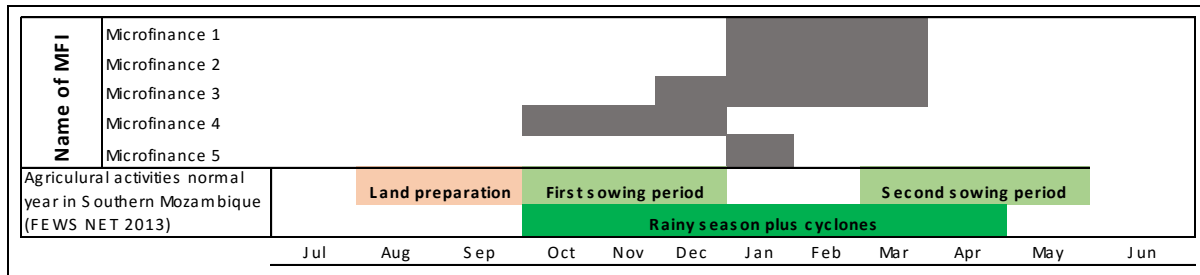 Name of MFI
Microfinance 1
Microfinance 2
Microfinance 3
Microfinance 4
Microfinance 5
Agriculural activities normal
year in Southern Mozambique
(FEWS NET 2013)
Land preparation
First sowing period
Second sowing period
Rainy season plus cyclones
Jul Aug Sep Oct Nov Dec Jan Feb Mar Apr May Jun